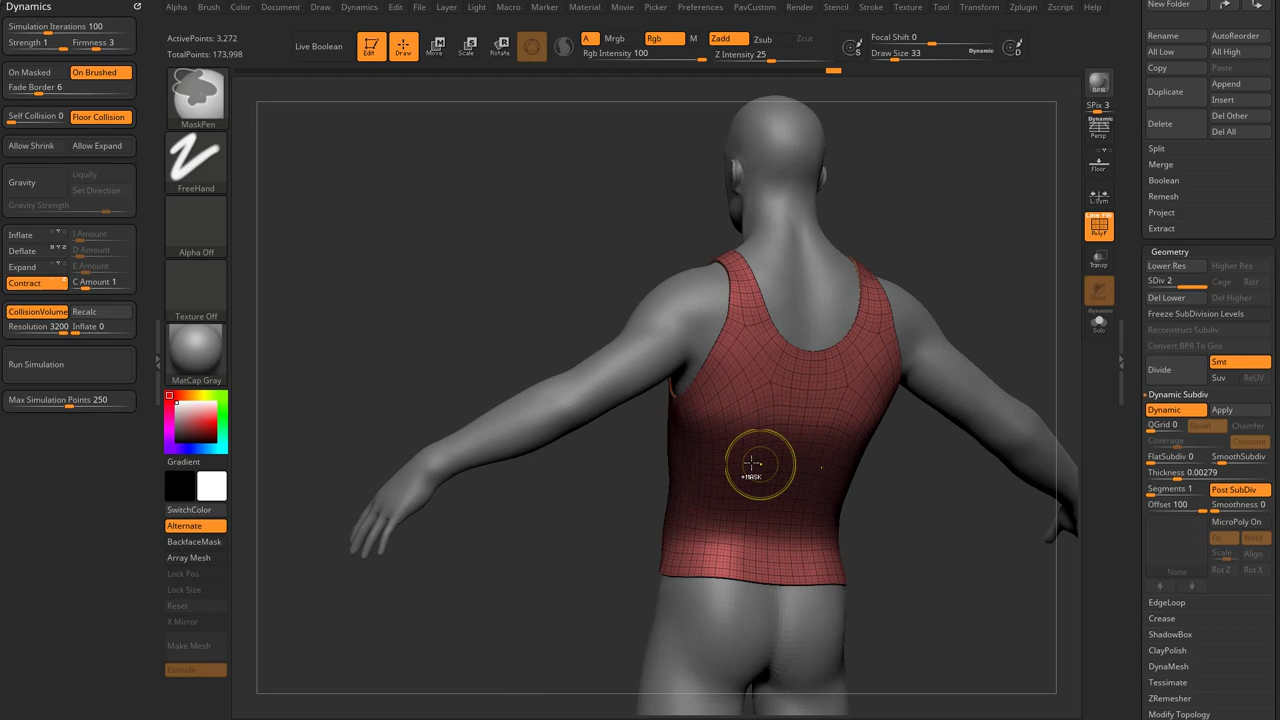 Dynamics
Alpha Brush Color Document Draw Dynamics Edit File Layer Light Macro Marker Material Movie Picker Preferences PavCustom Render Stencil Stroke Texture Tool Transform Zplugin Zscript Help
New Folder
Simulation Iterations 100
Strength 1 Firmness 3
On Masked On Brushed
Fade Border 6
Self Collision 0 Floor Collision
Allow Shrink Allow Expand
Gravity Liquify
Set Direction
Gravity Strength
Inflate I Amount
Deflate D Amount
Expand E Amount
Contract C Amount 1
CollisionVolume Recalc
Resolution 3200 Inflate 0
Run Simulation
Max Simulation Points 250
ActivePoints: 3,272
TotalPoints: 173,998
Live Boolean
Edit Draw Move Scale Rotate
A Mrgb Rgb M
Rgb Intensity 100
Zadd Zsub Zcut
Z Intensity 25
S
Focal Shift 0
Draw Size 33 Dynamic
D
MaskPen
FreeHand
Alpha Off
Texture Off
MatCap Gray
Gradient
SwitchColor
Alternate
BackfaceMask
Array Mesh
Lock Pos
Lock Size
Reset
X Mirror
Make Mesh
Extrude
+MASK
BPR
SPix 3
Dynamic
Persp
Floor
L.Sym
Line Fill
PolyF
Transp
Ghost
Dynamic
Solo
Rename AutoReorder
All Low All High
Copy Paste
Duplicate Append
Insert
Delete Del Other
Del All
Split
Merge
Boolean
Remesh
Project
Extract
Geometry
Lower Res Higher Res
SDiv 2 Cage Rstr
Del Lower Del Higher
Freeze SubDivision Levels
Reconstruct Subdiv
Convert BPR To Geo
Divide Smt
Suv ReUV
Dynamic Subdiv
Dynamic Apply
QGrid 0 Bevel Chamfer
Coverage Constant
FlatSubdiv 0 SmoothSubdiv
Thickness 0.00279
Segments 1 Post SubDiv
Offset 100 Smoothness 0
MicroPoly On
Fit Weld
Scale Align
None Rot Z Rot X
EdgeLoop
Crease
ShadowBox
ClayPolish
DynaMesh
Tessimate
ZRemesher
Modify Topology